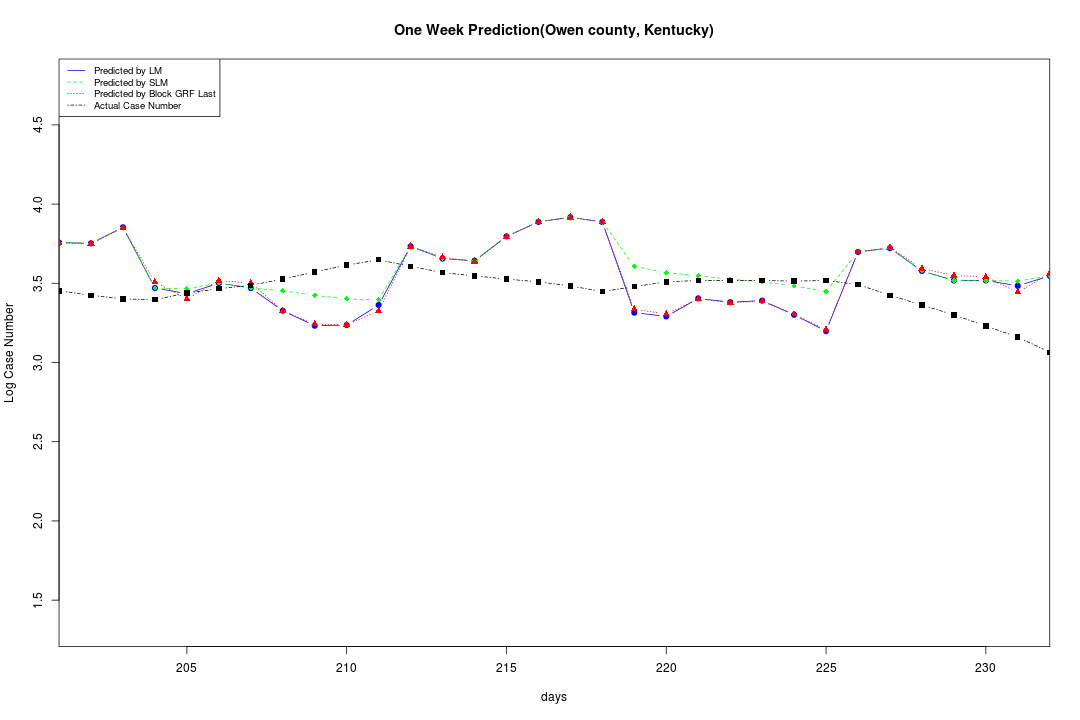 One Week Prediction(Owen county, Kentucky)
Predicted by LM
Predicted by SLM
Predicted by Block GRF Last
Actual Case Number
4.5
4.0
3.5
3.0
2.5
2.0
1.5
Log Case Number
205
210
215
220
225
230
days